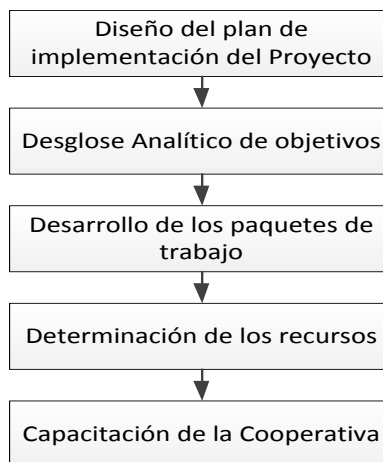 Diseño del plan de
implementación del Proyecto
Desglose Analítico de objetivos
Desarrollo de los paquetes de
trabajo
Determinación de los recursos
Capacitación de la Cooperativa